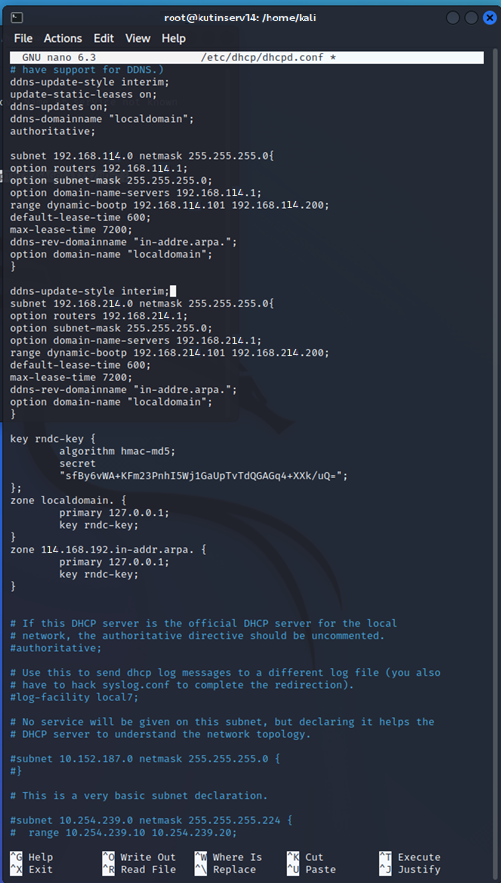 root@kutinserv14: /home/kali
File Actions Edit View Help
GNU nano 6.3 /etc/dhcp/dhcpd.conf *
# have support for DDNS.)
ddns-update-style interim;
update-static-leases on;
ddns-updates on;
ddns-domainname "localdomain";
authoritative;
subnet 192.168.114.0 netmask 255.255.255.0{
option routers 192.168.114.1;
option subnet-mask 255.255.255.0;
option domain-name-servers 192.168.114.1;
range dynamic-bootp 192.168.114.101 192.168.114.200;
default-lease-time 600;
max-lease-time 7200;
ddns-rev-domainname "in-addre.arpa.";
option domain-name "localdomain";
}
ddns-update-style interim;
subnet 192.168.214.0 netmask 255.255.255.0{
option routers 192.168.214.1;
option subnet-mask 255.255.255.0;
option domain-name-servers 192.168.214.1;
range dynamic-bootp 192.168.214.101 192.168.214.200;
default-lease-time 600;
max-lease-time 7200;
ddns-rev-domainname "in-addre.arpa.";
option domain-name "localdomain";
}
key rndc-key {
algorithm hmac-md5;
secret
"sfBy6vWA+KFm23PnhI5Wj1GaUpTvTdQGAGq4+XXk/uQ=";
};
zone localdomain. {
primary 127.0.0.1;
key rndc-key;
}
zone 114.168.192.in-addr.arpa. {
primary 127.0.0.1;
key rndc-key;
}
# If this DHCP server is the official DHCP server for the local
# network, the authoritative directive should be uncommented.
#authoritative;
# Use this to send dhcp log messages to a different log file (you also
# have to hack syslog.conf to complete the redirection).
#log-facility local7;
# No service will be given on this subnet, but declaring it helps the
# DHCP server to understand the network topology.
#subnet 10.152.187.0 netmask 255.255.255.0 {
#}
# This is a very basic subnet declaration.
#subnet 10.254.239.0 netmask 255.255.255.224 {
#  range 10.254.239.10 10.254.239.20;
^G Help ^O Write Out ^W Where Is ^K Cut ^T Execute
^X Exit ^R Read File ^\ Replace ^U Paste ^J Justify